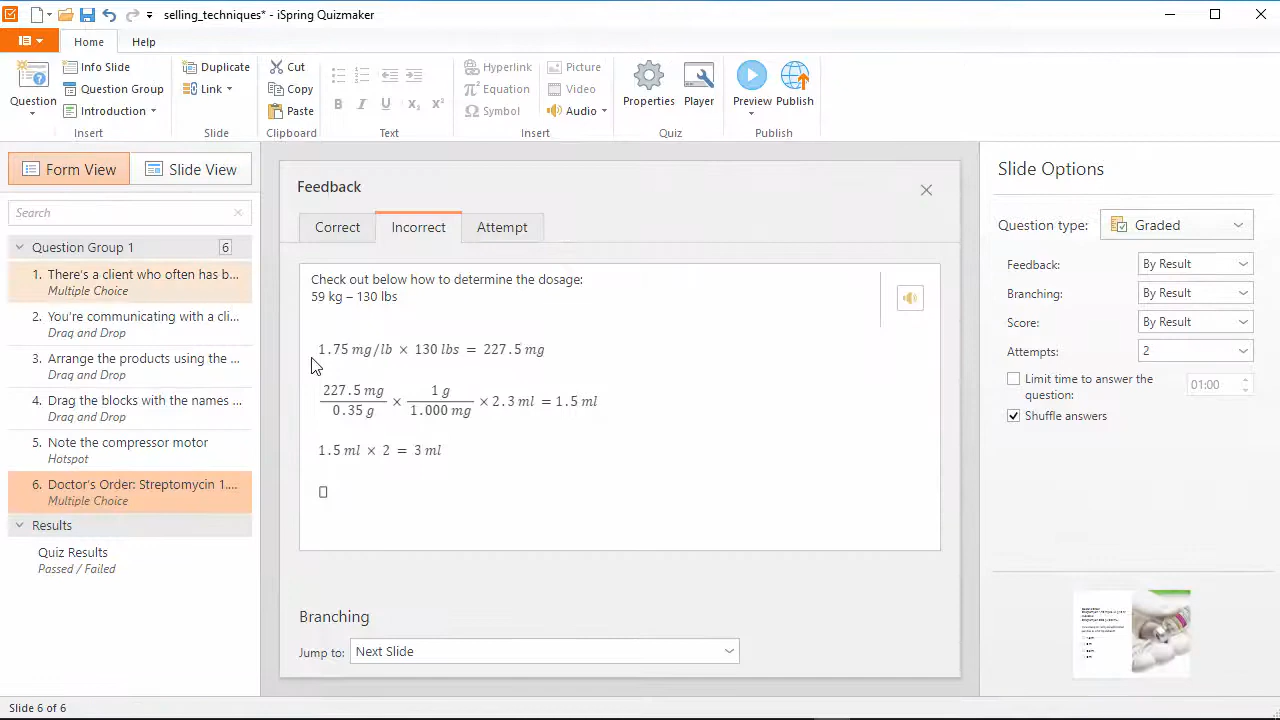 selling_techniques* - iSpring Quizmaker
Home
Help
Question
Info Slide
Question Group
Introduction
Insert
Duplicate
Link
Slide
Cut
Copy
Paste
Clipboard
B I U X₂ X²
Text
Hyperlink
Equation
Symbol
Picture
Video
Audio
Insert
Properties
Player
Quiz
Preview
Publish
Publish
Form View
Slide View
Search
Question Group 1
6
1. There's a client who often has b...
Multiple Choice
2. You're communicating with a cli...
Drag and Drop
3. Arrange the products using the ...
Drag and Drop
4. Drag the blocks with the names ...
Drag and Drop
5. Note the compressor motor
Hotspot
6. Doctor's Order: Streptomycin 1....
Multiple Choice
Results
Quiz Results
Passed / Failed
Feedback
Correct
Incorrect
Attempt
Check out below how to determine the dosage:
59 kg – 130 lbs
1.75 mg/lb × 130 lbs = 227.5 mg
227.5 mg / 0.35 g × 1 g / 1.000 mg × 2.3 ml = 1.5 ml
1.5 ml × 2 = 3 ml
Branching
Jump to:
Next Slide
Slide Options
Question type:
Graded
Feedback:
By Result
Branching:
By Result
Score:
By Result
Attempts:
2
Limit time to answer the
question:
01:00
Shuffle answers
Slide 6 of 6